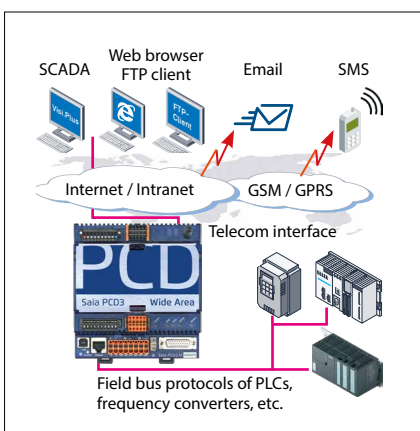 Web browser
SCADA FTP client Email SMS
Visi.Plus
FTP-
Client
Internet / Intranet GSM / GPRS
Telecom interface
PCD
Saia PCD3 Wide Area
Field bus protocols of PLCs,
frequency converters, etc.